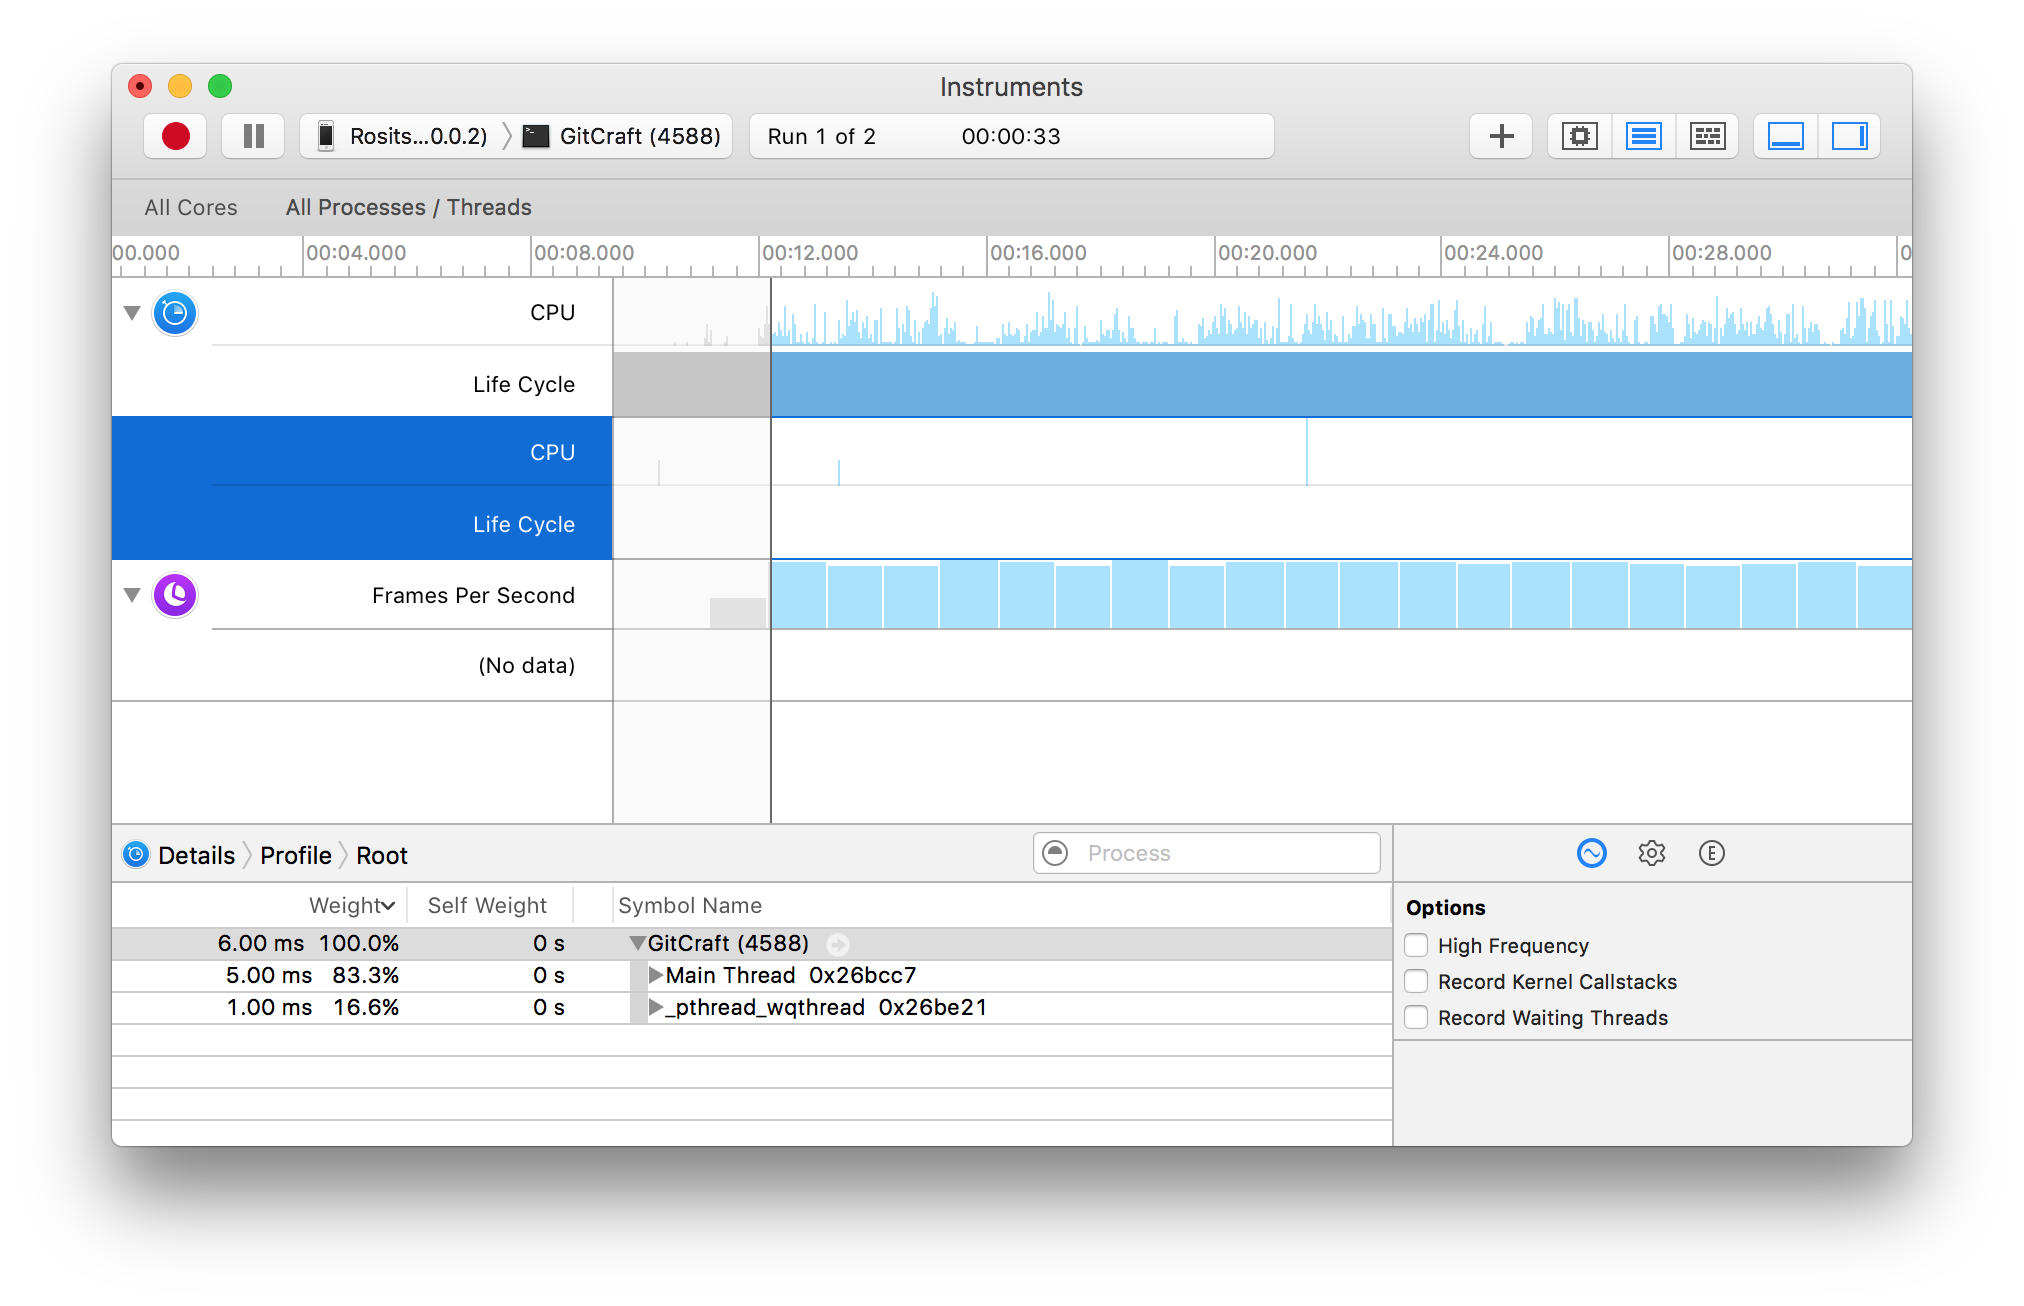 Instruments
Rosits...0.0.2) GitCraft (4588) Run 1 of 2 00:00:33
All Cores All Processes / Threads
00.000 00:04.000 00:08.000 00:12.000 00:16.000 00:20.000 00:24.000 00:28.000
CPU
Life Cycle
CPU
Life Cycle
Frames Per Second
(No data)
Details Profile Root Process E
Weight Self Weight Symbol Name
Options
6.00 ms 100.0% 0 s GitCraft (4588)
High Frequency
5.00 ms 83.3% 0 s Main Thread 0x26bcc7
Record Kernel Callstacks
1.00 ms 16.6% 0 s _pthread_wqthread 0x26be21
Record Waiting Threads